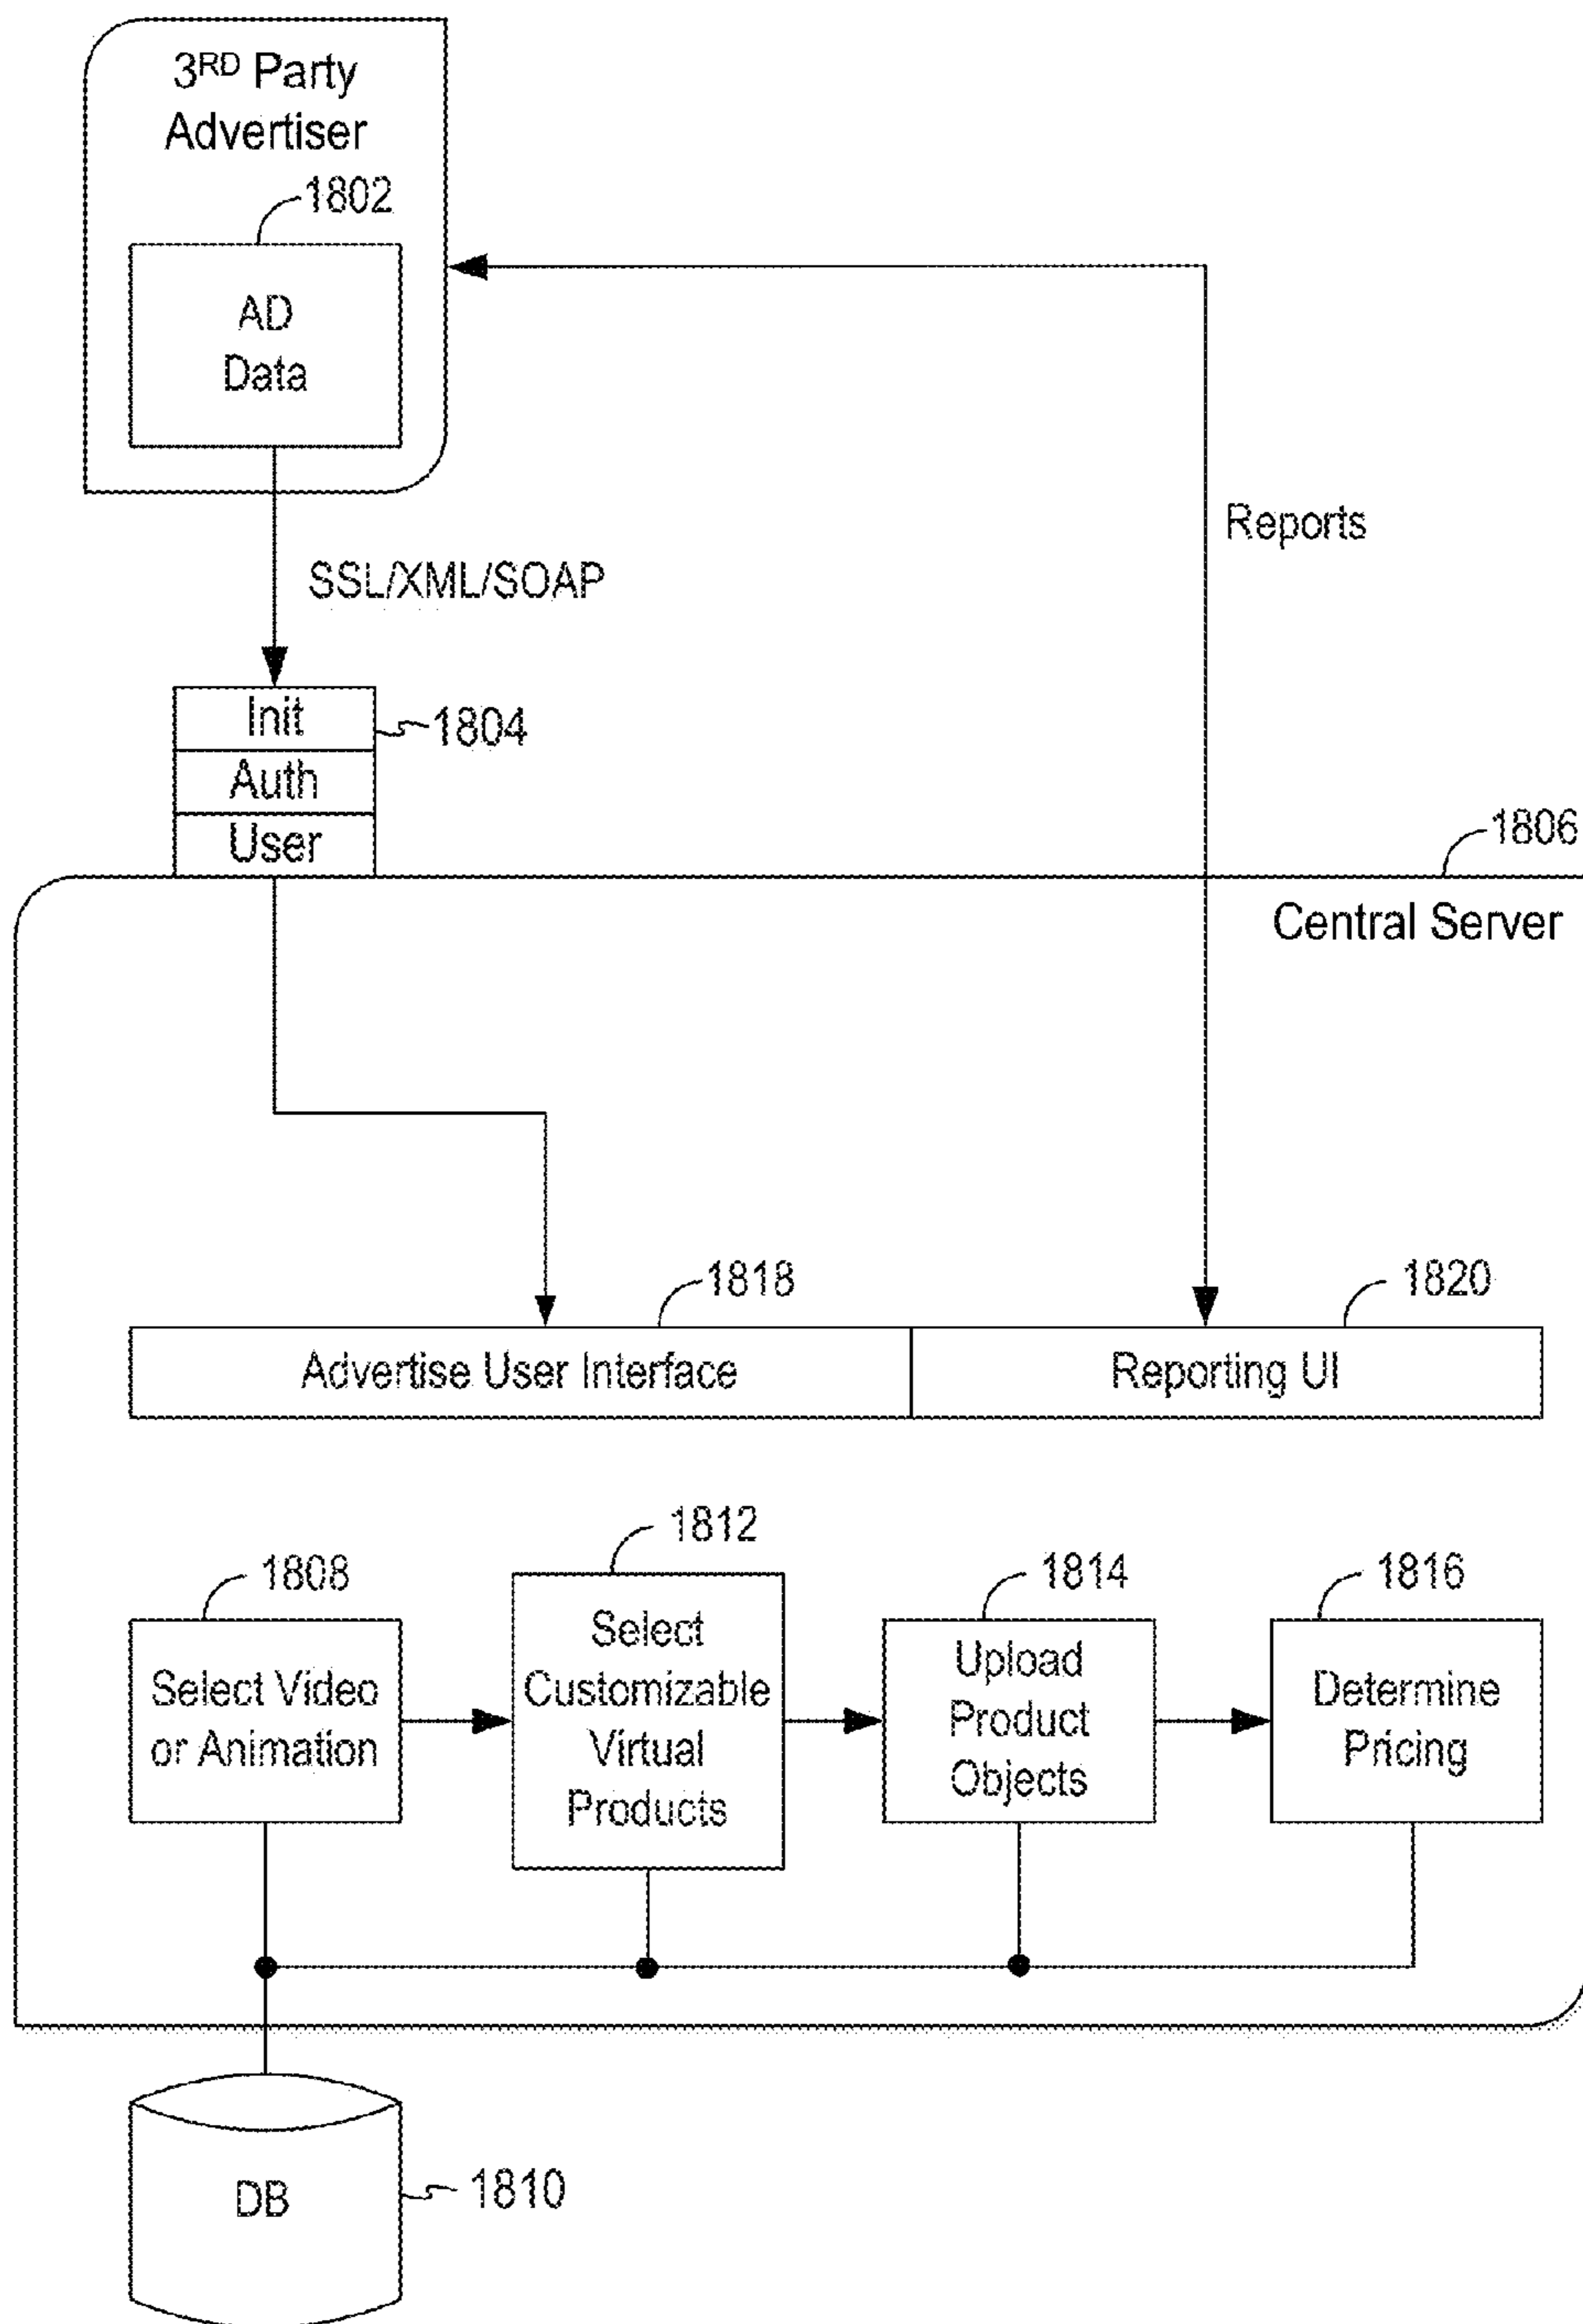 3RD Party
Advertiser
1802
AD
Data
Reports
SSL/XML/SOAP
Init
1804
Auth
User
1806
Central Server
1818
1820
Advertise User Interface
Reporting UI
1808
1812
1814
1816
Select Video
or Animation
Select
Customizable
Virtual
Products
Upload
Product
Objects
Determine
Pricing
DB
1810